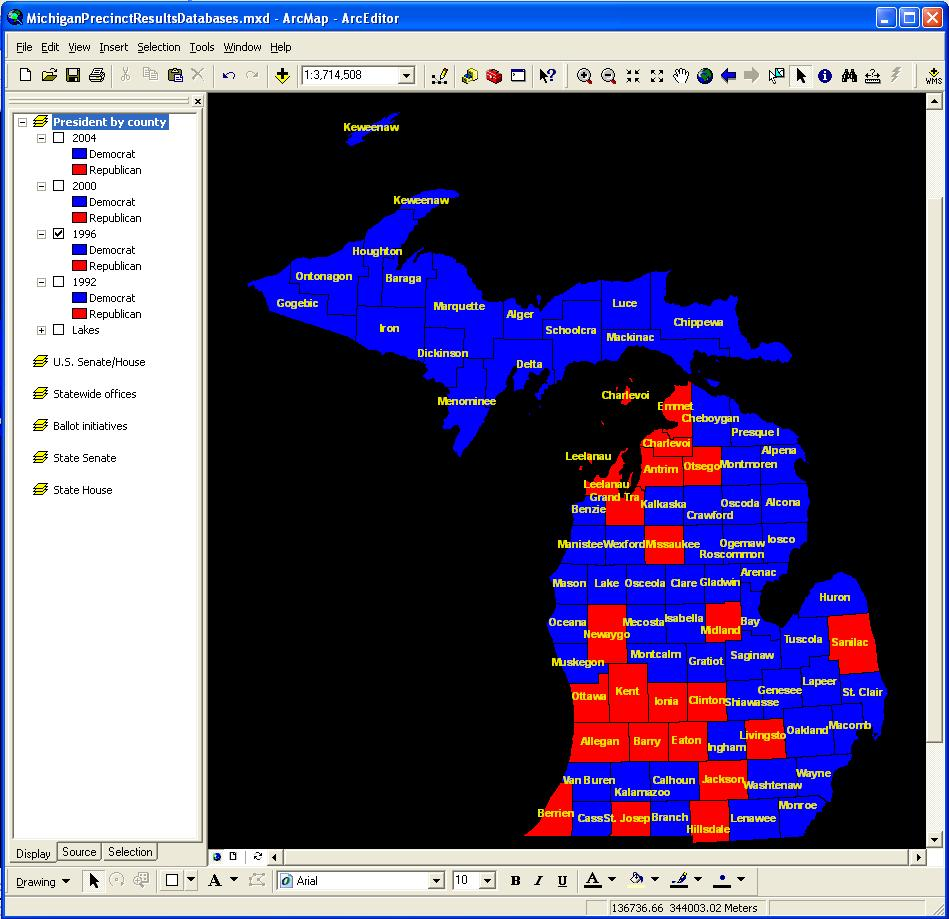 MichiganPrecinctResultsDatabases.mxd - ArcMap - ArcEditor
File Edit View Insert Selection Tools Window Help
1:3,714,508
WMS
President by county
2004
Democrat
Republican
2000
Democrat
Republican
1996
Democrat
Republican
1992
Democrat
Republican
Lakes
U.S. Senate/House
Statewide offices
Ballot initiatives
State Senate
State House
Keweenaw
Keweenaw
Houghton
Ontonagon Baraga
Gogebic Marquette Alger Luce
Iron Schoolcra Mackinac Chippewa
Dickinson Delta
Menominee
Charlevoi
Emmet
Cheboygan
Presque I
Charlevoi
Alpena
Leelanau
Antrim Otsego Montmoren
Leelanau
Grand Tra
Benzie Kalkaska Crawford Oscoda Alcona
Manistee Wexford Missaukee Roscommon Ogemaw Iosco
Mason Lake Osceola Clare Gladwin Arenac
Huron
Oceana Newaygo Mecosta Isabella Midland Bay
Tuscola Sanilac
Muskegon Montcalm Gratiot Saginaw
Ottawa Kent Ionia Clinton Shiawasse Genesee Lapeer St. Clair
Allegan Barry Eaton Ingham Livingsto Oakland Macomb
Van Buren Kalamazoo Calhoun Jackson Washtenaw Wayne
Berrien Cass St. Josep Branch Hillsdale Lenawee Monroe
Display Source Selection
Drawing A Arial 10 B I U A
136736.66 344003.02 Meters